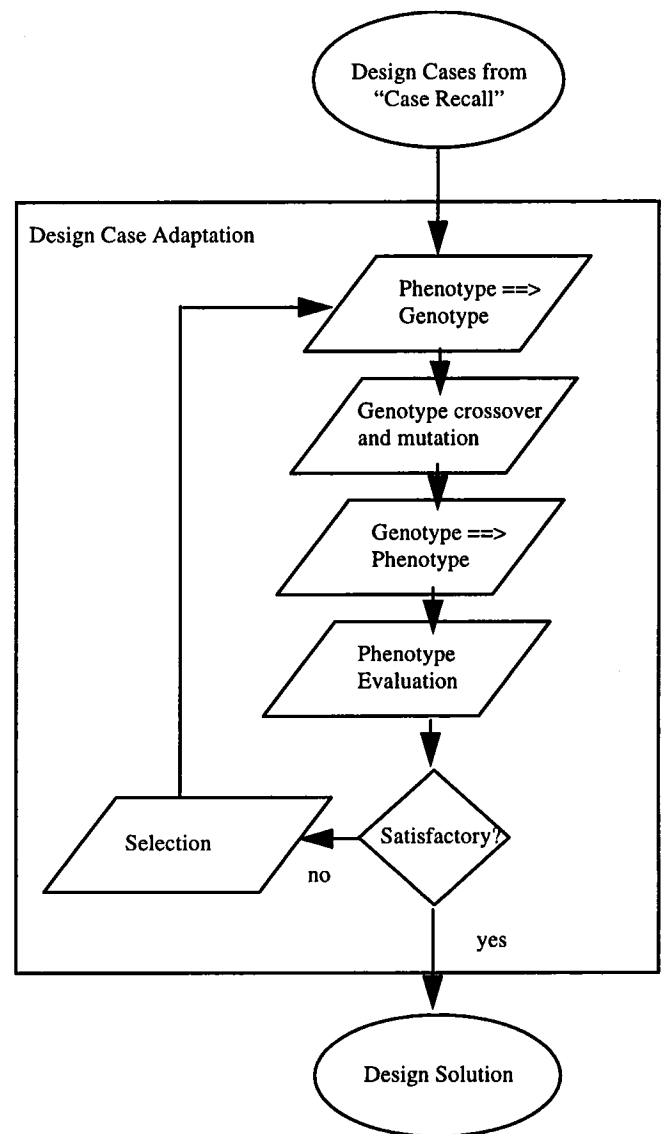 Design Cases from
“Case Recall”
Design Case Adaptation
Phenotype ==>
Genotype
Genotype crossover
and mutation
Genotype ==>
Phenotype
Phenotype
Evaluation
Satisfactory?
Selection
no
yes
Design Solution